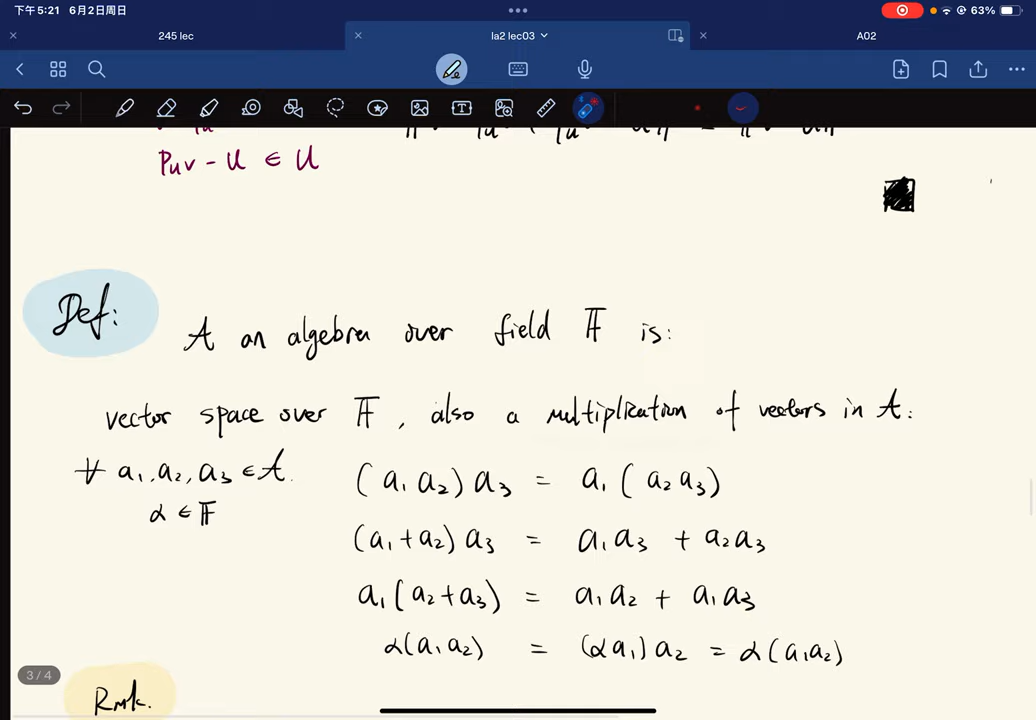 下午5:21 6月2日周日
63%
245 lec
la2 lec03
A02
Puv - U ∈ U
Def:
A an algebra over field 𝔽 is:
vector space over 𝔽, also a multiplication of vectors in A:
∀ a₁, a₂, a₃ ∈ A.
(a₁a₂)a₃ = a₁(a₂a₃)
α ∈ 𝔽
(a₁+a₂)a₃ = a₁a₃ + a₂a₃
a₁(a₂+a₃) = a₁a₂ + a₁a₃
α(a₁a₂) = (αa₁)a₂ = α(a₁a₂)
3 / 4
Rmk.